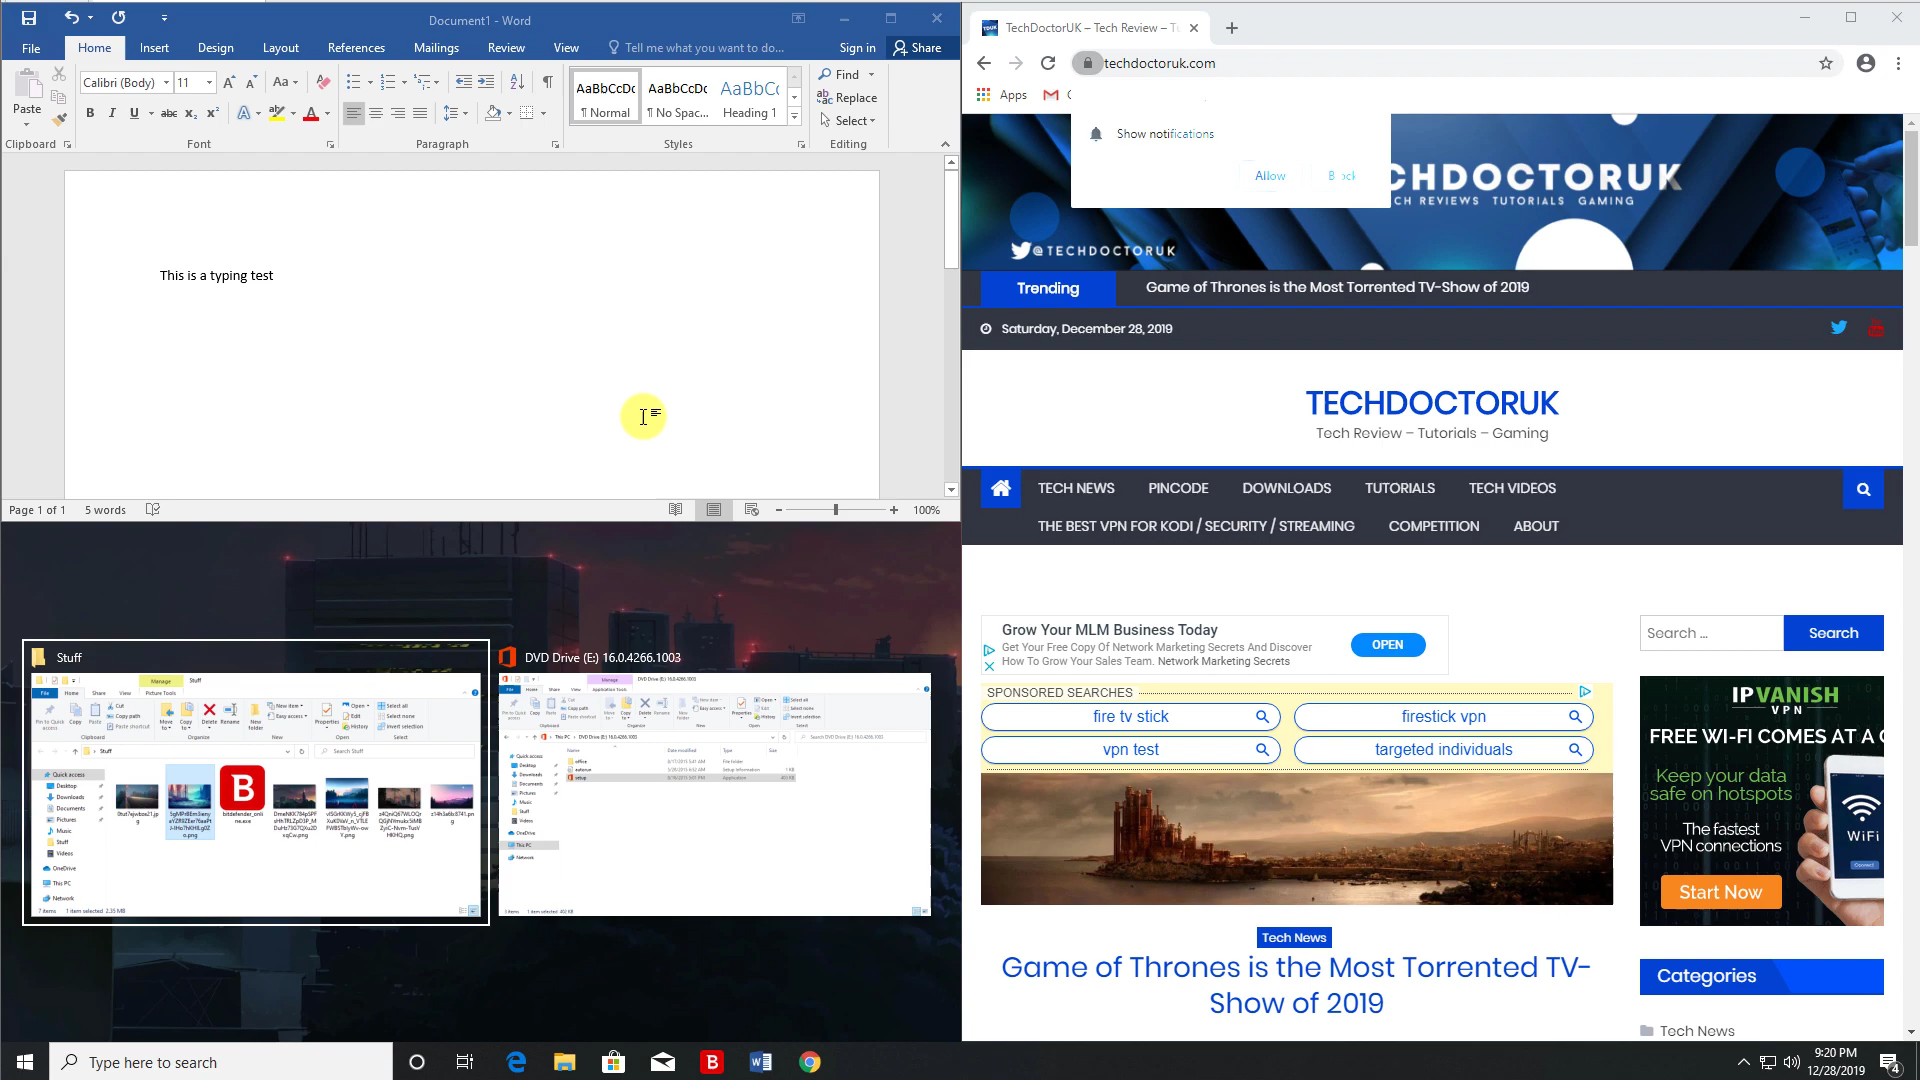 Document1 - Word
File
Home
Insert
Design
Layout
References
Mailings
Review
View
Tell me what you want to do...
Sign in
Share
Paste
Calibri (Body)
11
Aa
AaBbCcDc
¶ Normal
AaBbCcDc
¶ No Spac...
AaBbCc
Heading 1
Find
Replace
Select
Clipboard
Font
Paragraph
Styles
Editing
This is a typing test
Page 1 of 1
5 words
100%
Stuff
DVD Drive (E:) 16.0.4266.1003
Type here to search
TechDoctorUK – Tech Review –
techdoctoruk.com
Apps
Show notifications
Allow
Block
CHDOCTORUK
CH REVIEWS TUTORIALS GAMING
@TECHDOCTORUK
Trending
Game of Thrones is the Most Torrented TV-Show of 2019
Saturday, December 28, 2019
TECHDOCTORUK
Tech Review – Tutorials – Gaming
TECH NEWS
PINCODE
DOWNLOADS
TUTORIALS
TECH VIDEOS
THE BEST VPN FOR KODI / SECURITY / STREAMING
COMPETITION
ABOUT
Grow Your MLM Business Today
Get Your Free Copy Of Network Marketing Secrets And Discover
How To Grow Your Sales Team. Network Marketing Secrets
OPEN
Search ...
Search
SPONSORED SEARCHES
fire tv stick
firestick vpn
vpn test
targeted individuals
IPVANISH
VPN
FREE WI-FI COMES AT A
Keep your data
safe on hotspots
The fastest
VPN connections
WiFi
Start Now
Tech News
Game of Thrones is the Most Torrented TV-
Show of 2019
Categories
Tech News
9:20 PM
12/28/2019
4